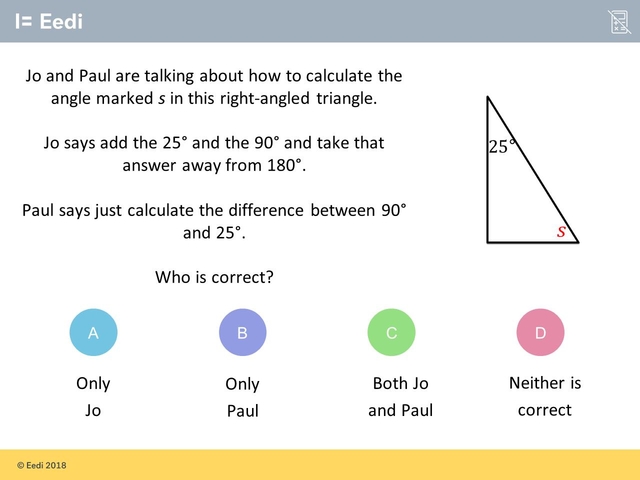 Eedi
Jo and Paul are talking about how to calculate the
angle marked s in this right-angled triangle.
Jo says add the 25° and the 90° and take that
answer away from 180°.
Paul says just calculate the difference between 90°
and 25°.
Who is correct?
25°
s
A
B
C
D
Only
Jo
Only
Paul
Both Jo
and Paul
Neither is
correct
© Eedi 2018